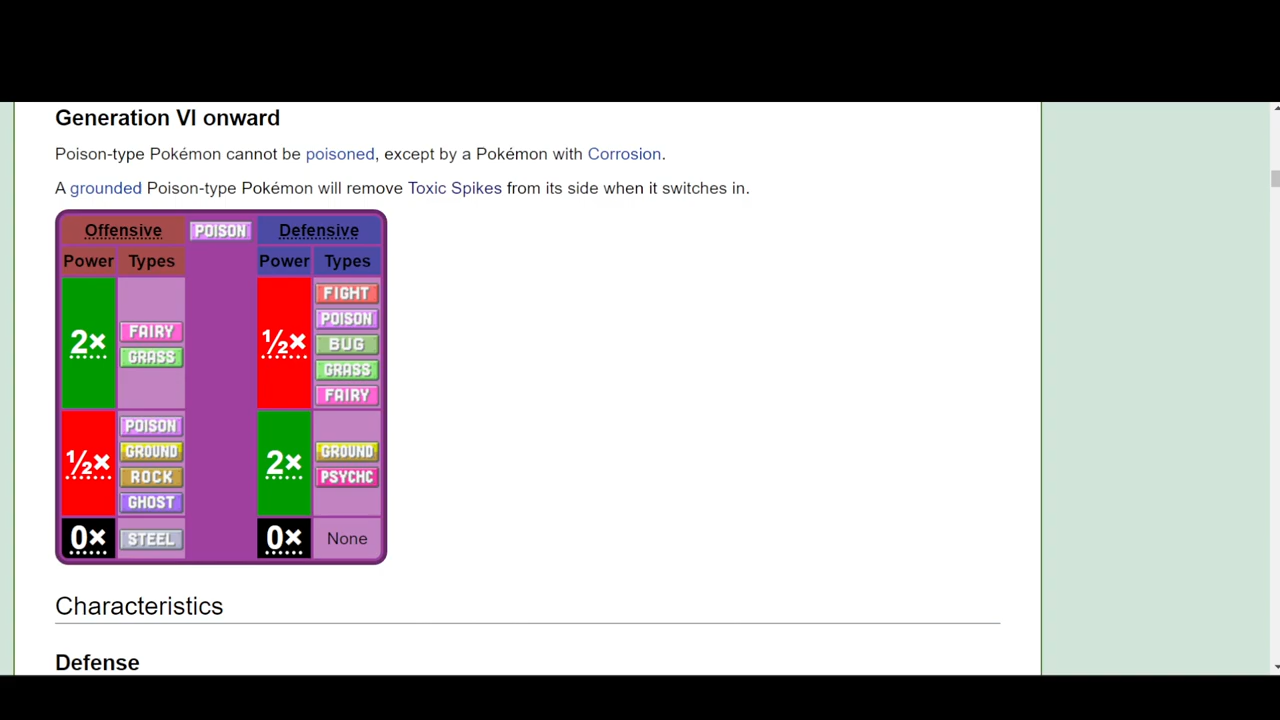 Generation VI onward
Poison-type Pokémon cannot be poisoned, except by a Pokémon with Corrosion.
A grounded Poison-type Pokémon will remove Toxic Spikes from its side when it switches in.
Offensive POISON Defensive
Power Types Power Types
2×
FAIRY
GRASS
½×
FIGHT
POISON
BUG
GRASS
FAIRY
½×
POISON
GROUND
ROCK
GHOST
2×
GROUND
PSYCHC
0× STEEL 0× None
Characteristics
Defense